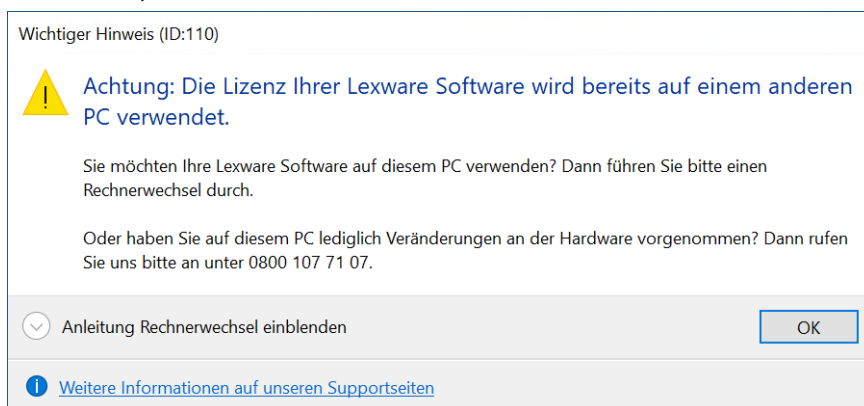 Wichtiger Hinweis (ID:110)
Achtung: Die Lizenz Ihrer Lexware Software wird bereits auf einem anderen
PC verwendet.
Sie möchten Ihre Lexware Software auf diesem PC verwenden? Dann führen Sie bitte einen
Rechnerwechsel durch.
Oder haben Sie auf diesem PC lediglich Veränderungen an der Hardware vorgenommen? Dann rufen
Sie uns bitte an unter 0800 107 71 07.
Anleitung Rechnerwechsel einblenden
OK
Weitere Informationen auf unseren Supportseiten